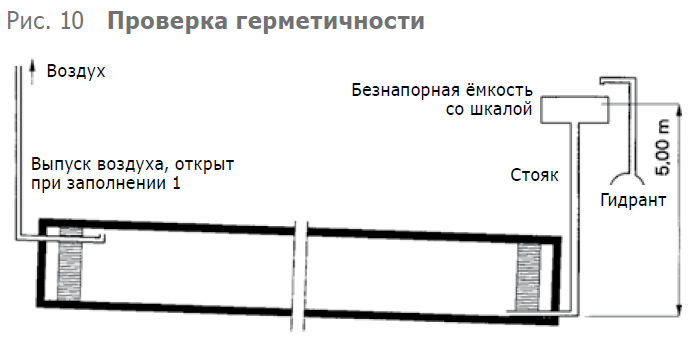 Рис. 10 Проверка герметичности
Воздух
Безнапорная ёмкость
со шкалой
Выпуск воздуха, открыт
при заполнении 1
Стояк
Гидрант
5,00 m